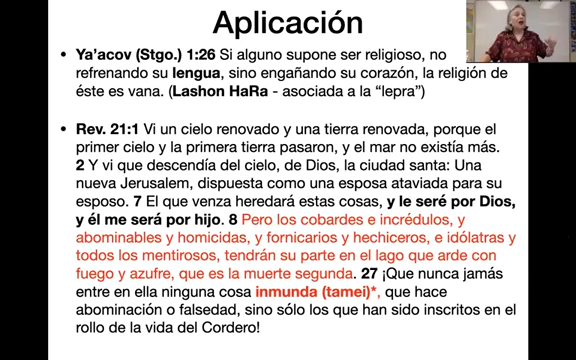 Aplicación
• Ya’acov (Stgo.) 1:26 Si alguno supone ser religioso, no
refrenando su lengua, sino engañando su corazón, la religión de
éste es vana. (Lashon HaRa - asociada a la “lepra”)
• Rev. 21:1 Vi un cielo renovado y una tierra renovada, porque el
primer cielo y la primera tierra pasaron, y el mar no existía más.
2 Y vi que descendía del cielo, de Dios, la ciudad santa: Una
nueva Jerusalem, dispuesta como una esposa ataviada para su
esposo. 7 El que venza heredará estas cosas, y le seré por Dios,
y él me será por hijo. 8 Pero los cobardes e incrédulos, y
abominables y homicidas, y fornicarios y hechiceros, e idólatras y
todos los mentirosos, tendrán su parte en el lago que arde con
fuego y azufre, que es la muerte segunda. 27 ¡Que nunca jamás
entre en ella ninguna cosa inmunda (tamei)*, que hace
abominación o falsedad, sino sólo los que han sido inscritos en el
rollo de la vida del Cordero!